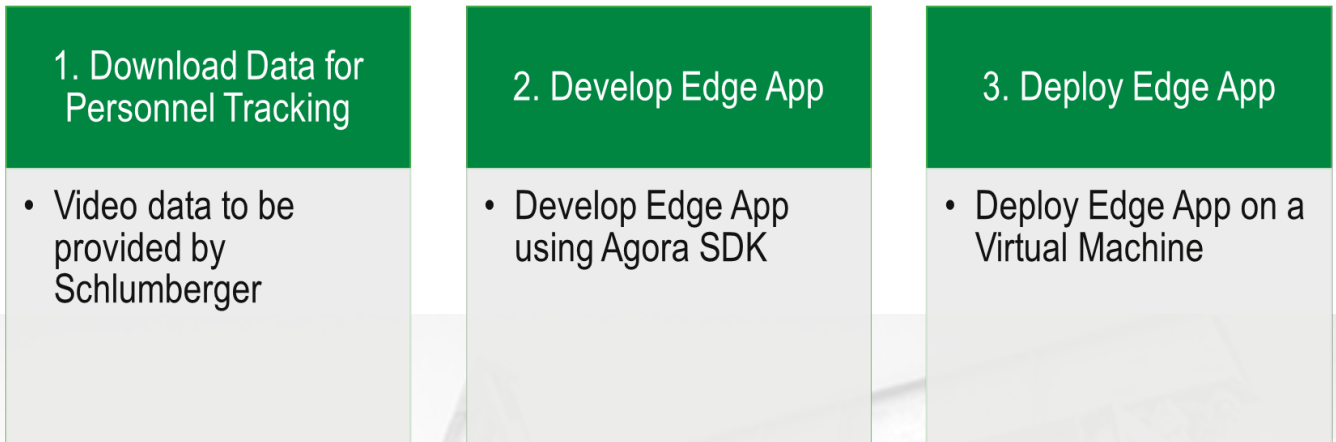 1. Download Data for
Personnel Tracking
• Video data to be
provided by
Schlumberger
2. Develop Edge App
• Develop Edge App
using Agora SDK
3. Deploy Edge App
• Deploy Edge App on a
Virtual Machine